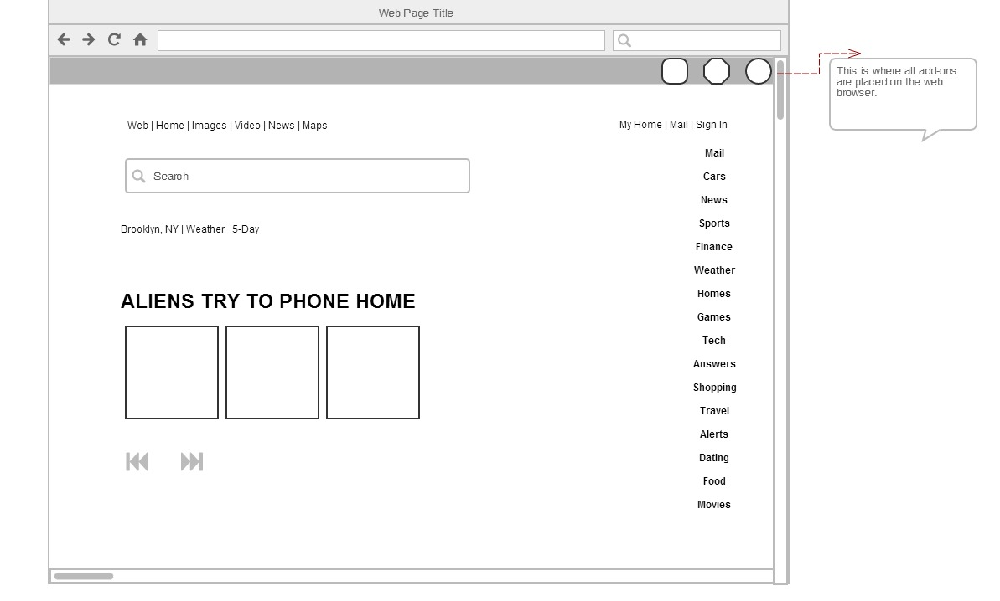 Web Page Title
This is where all add-ons
are placed on the web
browser.
Web | Home | Images | Video | News | Maps
My Home | Mail | Sign In
Search
Brooklyn, NY | Weather   5-Day
ALIENS TRY TO PHONE HOME
Mail
Cars
News
Sports
Finance
Weather
Homes
Games
Tech
Answers
Shopping
Travel
Alerts
Dating
Food
Movies